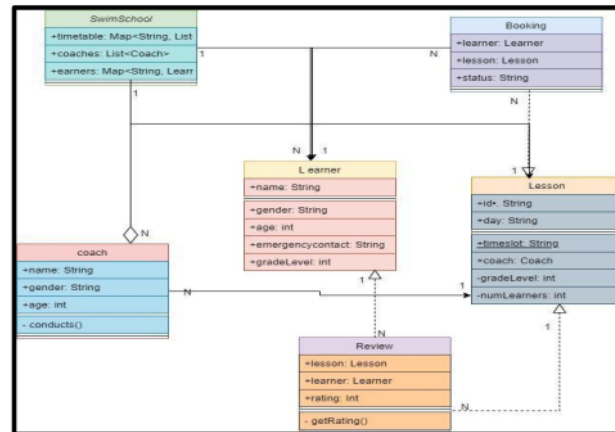 SwimSchool
+timetable: Map<String, List
+coaches: List<Coach>
+earners: Map<String, Learr
Booking
+learner: Learner
+lesson: Lesson
+status: String
1
N
1
N
N
1
1
Learner
+name: String
+gender: String
+age: int
+emergencycontact: String
+gradeLevel: int
Lesson
+id•. String
+day: String
+timeslot: String
+coach: Coach
-gradeLevel: int
-numLearners: int
N
coach
+name: String
+gender: String
+age: int
- conducts()
N
1
1
1
N
Review
+lesson: Lesson
+learner: Learner
+rating: Int
- getRating()
N